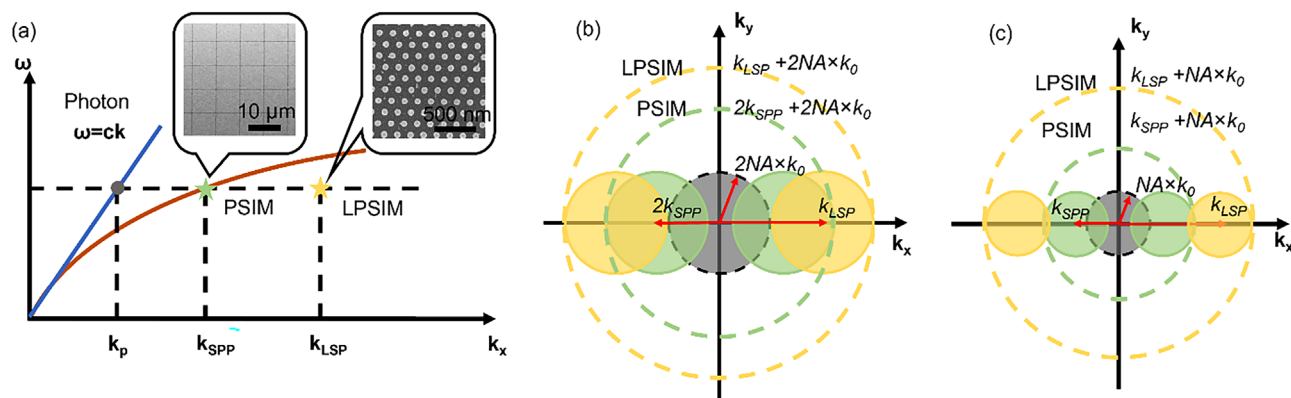 (a)
ω
Photon
ω=ck
10 μm
500 nm
PSIM
LPSIM
k_p
k_SPP
k_LSP
k_x
(b)
k_y
LPSIM
k_LSP +2NA×k_0
PSIM
2k_SPP +2NA×k_0
2NA×k_0
2k_SPP
k_LSP
k_x
(c)
k_y
LPSIM
k_LSP +NA×k_0
PSIM
k_SPP +NA×k_0
NA×k_0
k_SPP
k_LSP
k_x